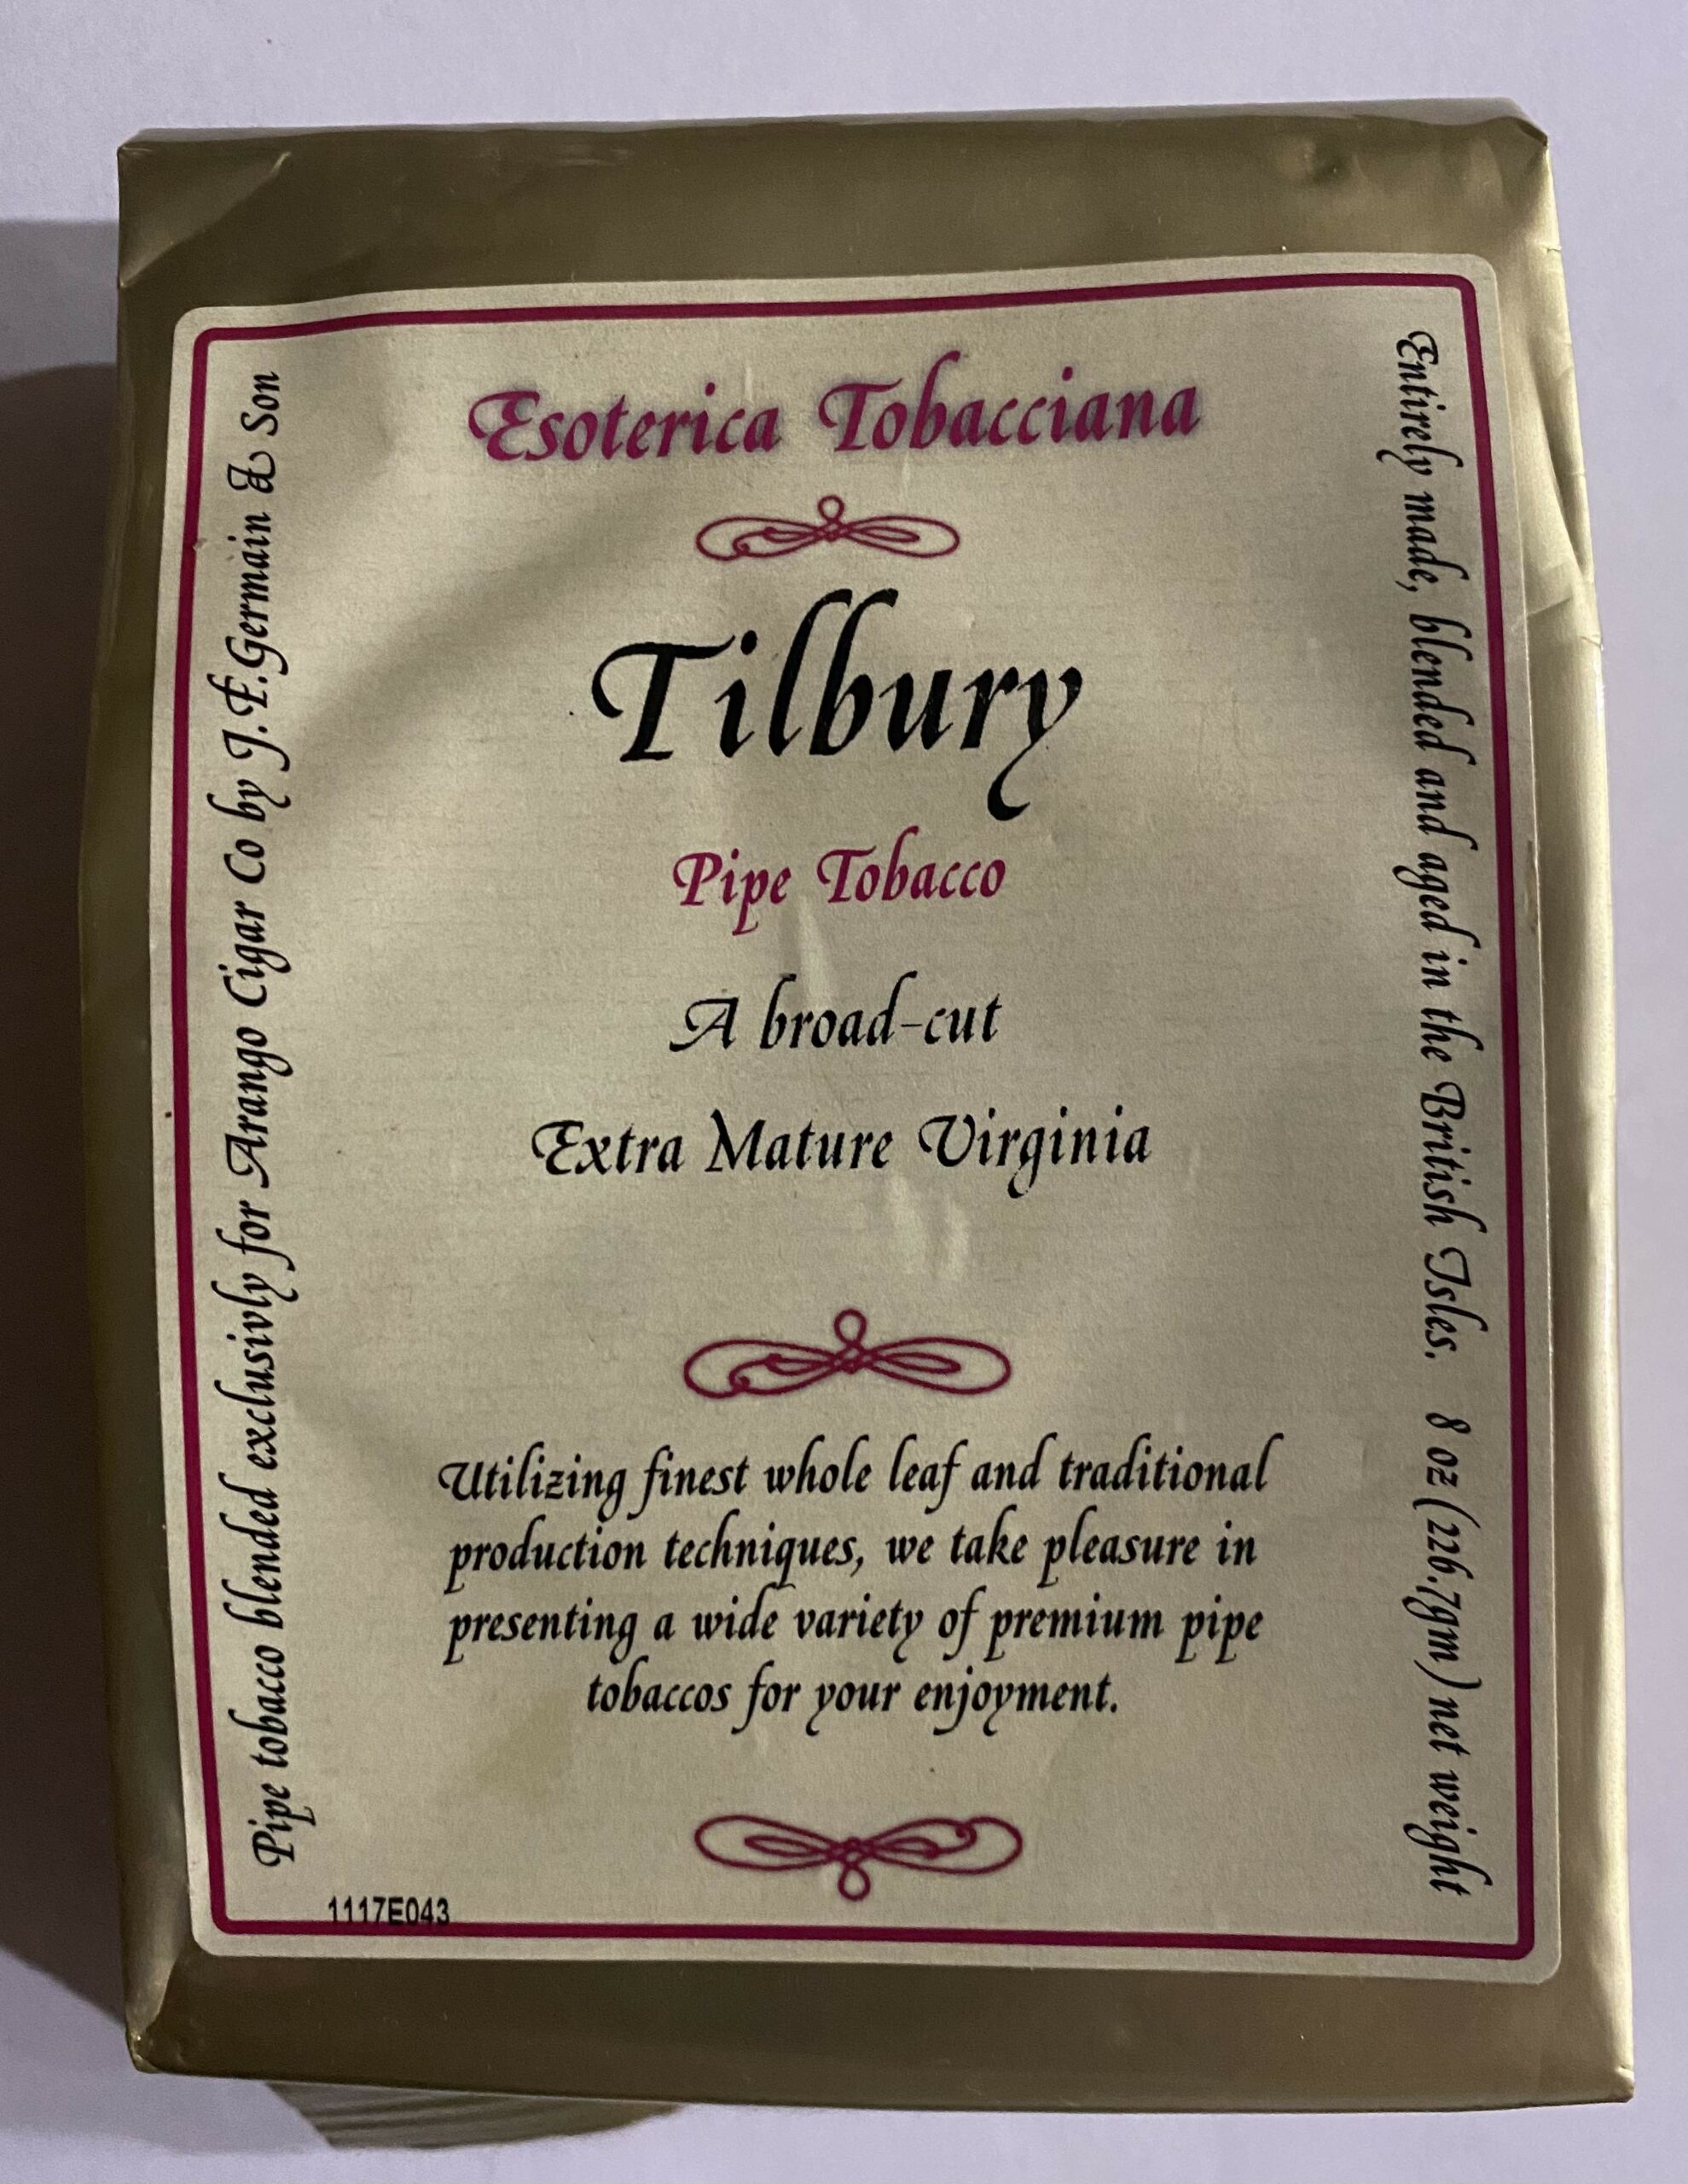 Esoterica Tobacciana
Tilbury
Pipe Tobacco
A broad-cut
Extra Mature Virginia
Utilizing finest whole leaf and traditional
production techniques, we take pleasure in
presenting a wide variety of premium pipe
tobaccos for your enjoyment.
Pipe tobacco blended exclusivly for Arango Cigar Co by J.F.Germain & Son
Entirely made, blended and aged in the British Isles. 8 oz (226.7gm) net weight
1117E043